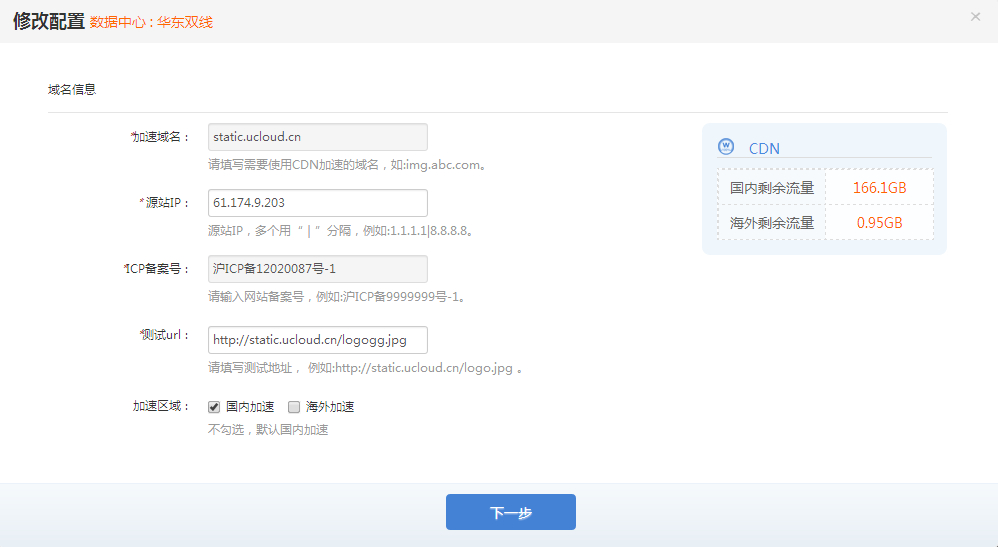 修改配置 数据中心 : 华东双线
×
域名信息
*加速域名： static.ucloud.cn
请填写需要使用CDN加速的域名，如:img.abc.com。
*源站IP： 61.174.9.203
源站IP，多个用“ | ”分隔，例如:1.1.1.1|8.8.8.8。
*ICP备案号： 沪ICP备12020087号-1
请输入网站备案号，例如:沪ICP备9999999号-1。
*测试url： http://static.ucloud.cn/logogg.jpg
请填写测试地址， 例如:http://static.ucloud.cn/logo.jpg 。
加速区域： 国内加速 海外加速
不勾选，默认国内加速
W CDN
国内剩余流量 166.1GB
海外剩余流量 0.95GB
下一步